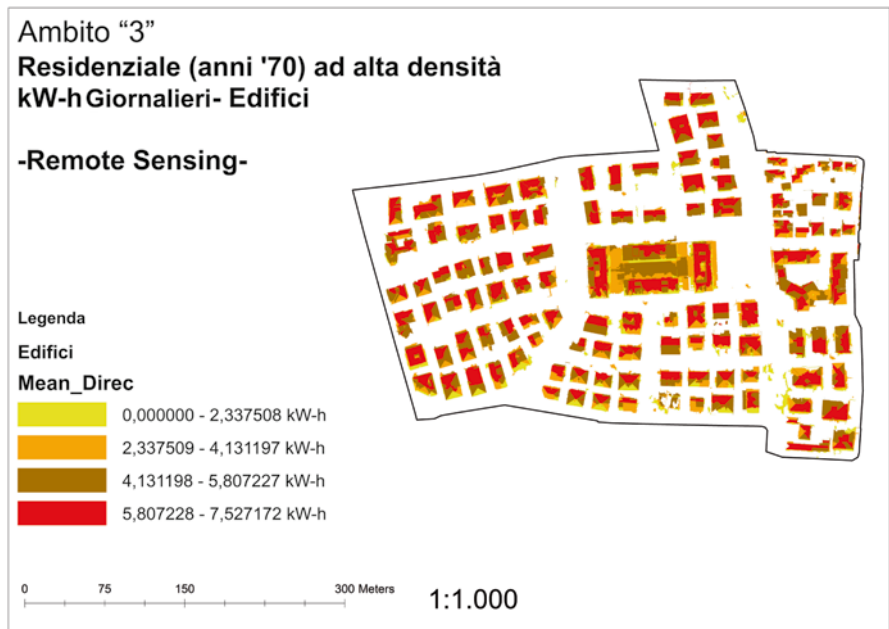 Ambito “3”
Residenziale (anni '70) ad alta densità
kW-h Giornalieri- Edifici
-Remote Sensing-
Legenda
Edifici
Mean_Direc
0,000000 - 2,337508 kW-h
2,337509 - 4,131197 kW-h
4,131198 - 5,807227 kW-h
5,807228 - 7,527172 kW-h
0 75 150 300 Meters
1:1.000